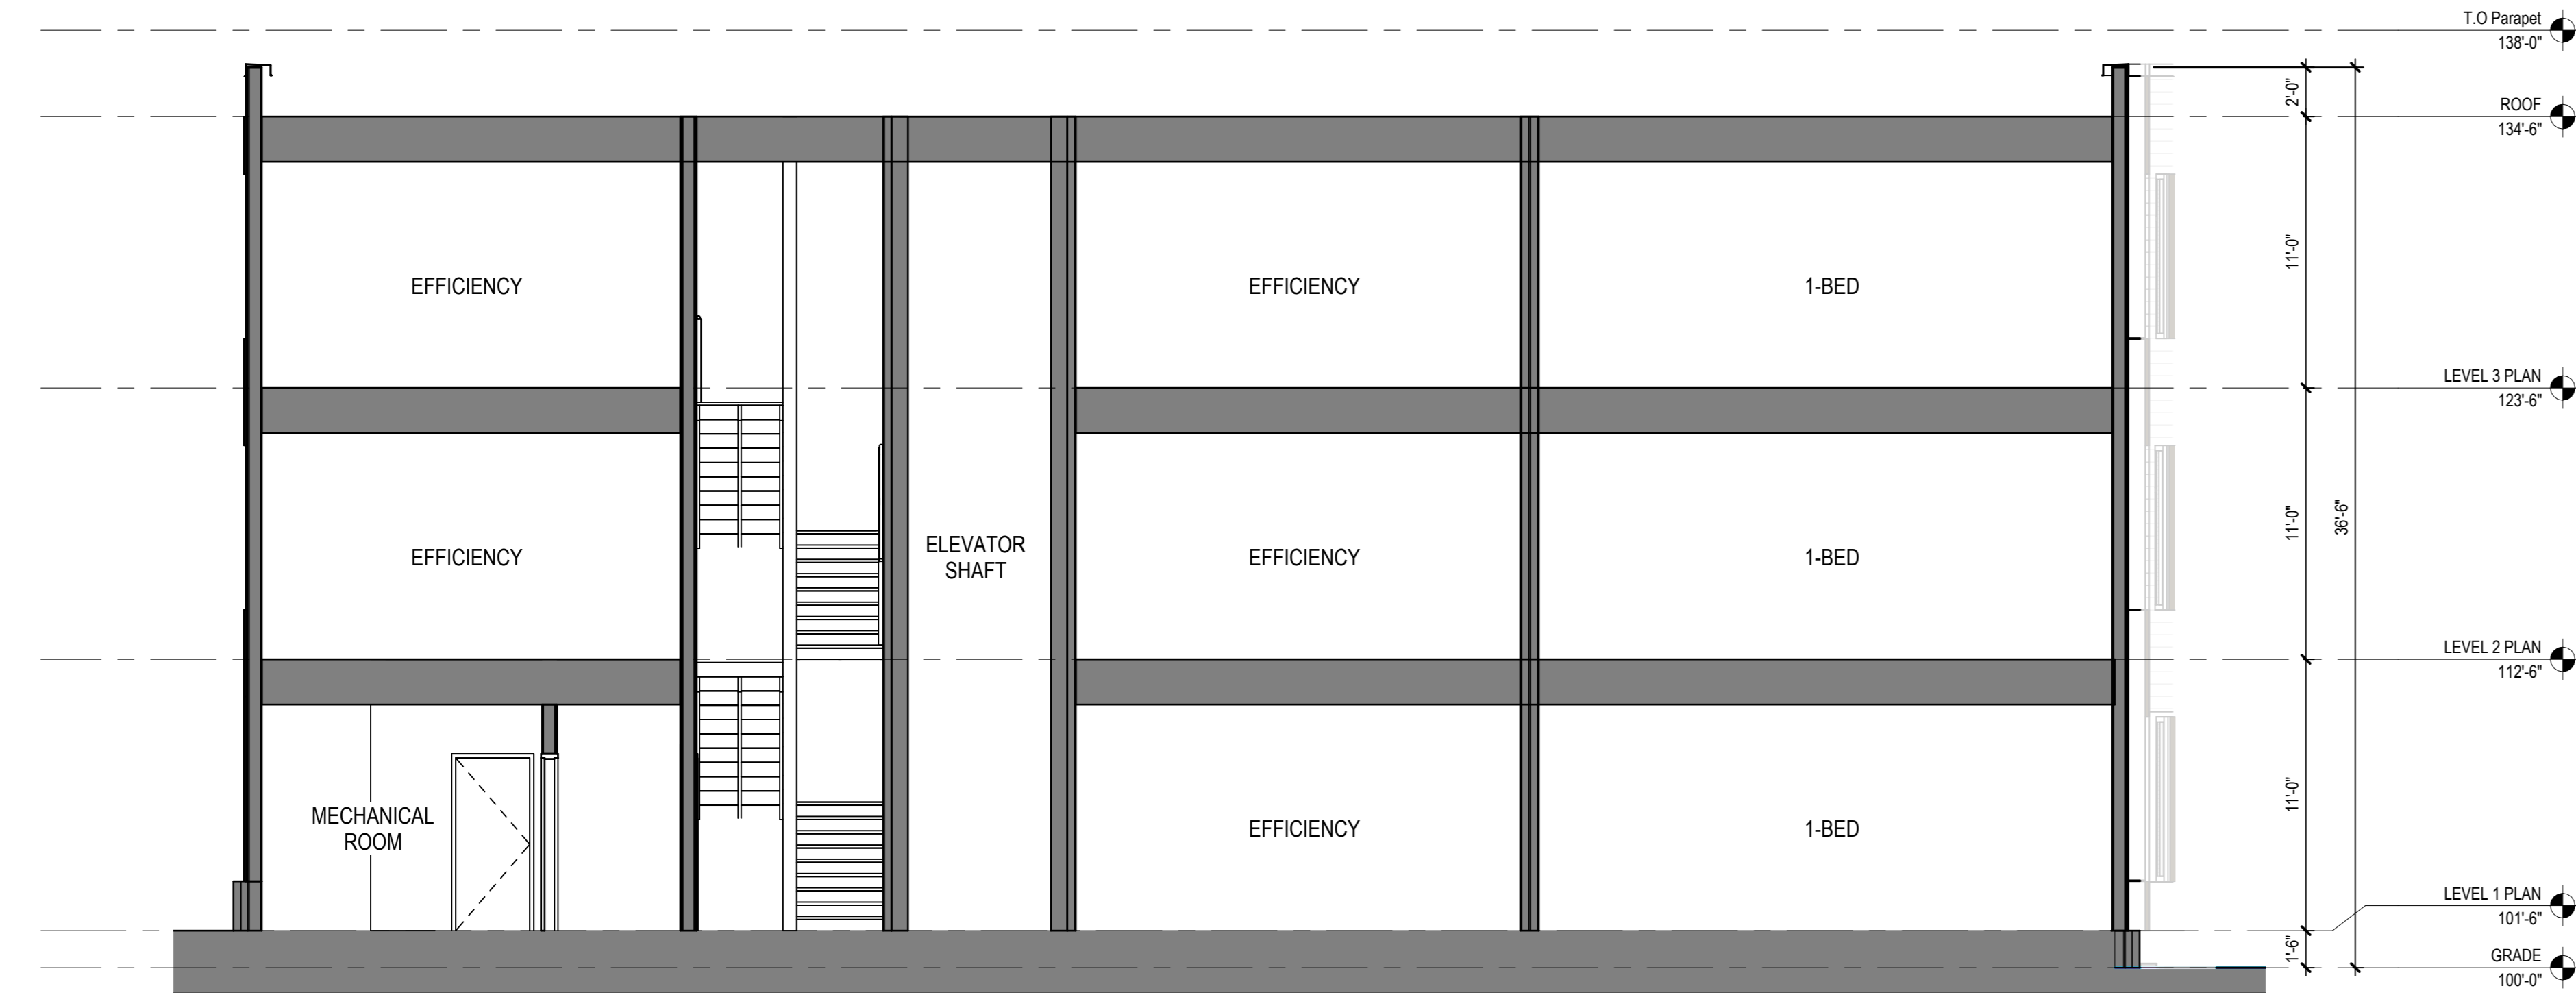 T.O Parapet
138'-0"
2'-0"
ROOF
134'-6"
EFFICIENCY
EFFICIENCY
1-BED
11'-0"
LEVEL 3 PLAN
123'-6"
EFFICIENCY
ELEVATOR
SHAFT
EFFICIENCY
1-BED
11'-0"
36'-6"
LEVEL 2 PLAN
112'-6"
MECHANICAL
ROOM
EFFICIENCY
1-BED
11'-0"
LEVEL 1 PLAN
101'-6"
1'-6"
GRADE
100'-0"